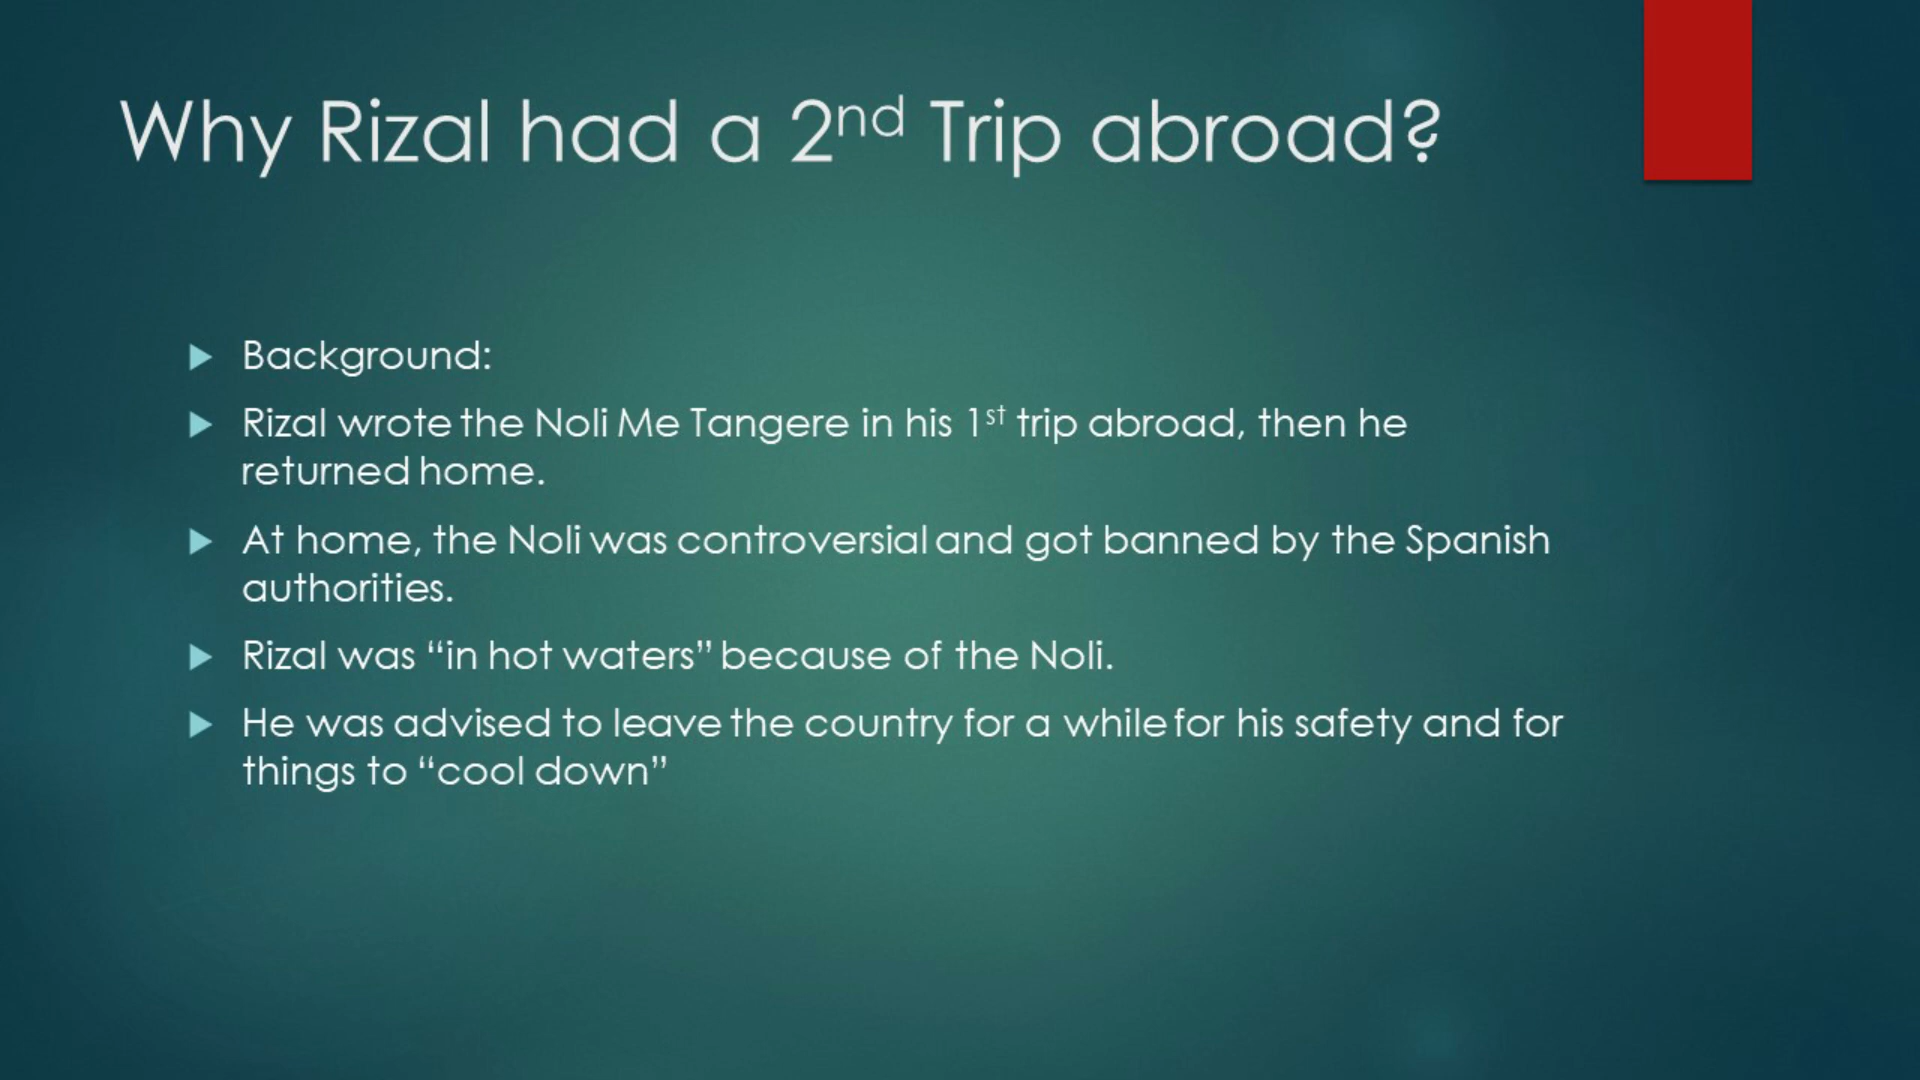 Why Rizal had a 2nd Trip abroad?
Background:
Rizal wrote the Noli Me Tangere in his 1st trip abroad, then he
returned home.
At home, the Noli was controversial and got banned by the Spanish
authorities.
Rizal was “in hot waters” because of the Noli.
He was advised to leave the country for a while for his safety and for
things to “cool down”